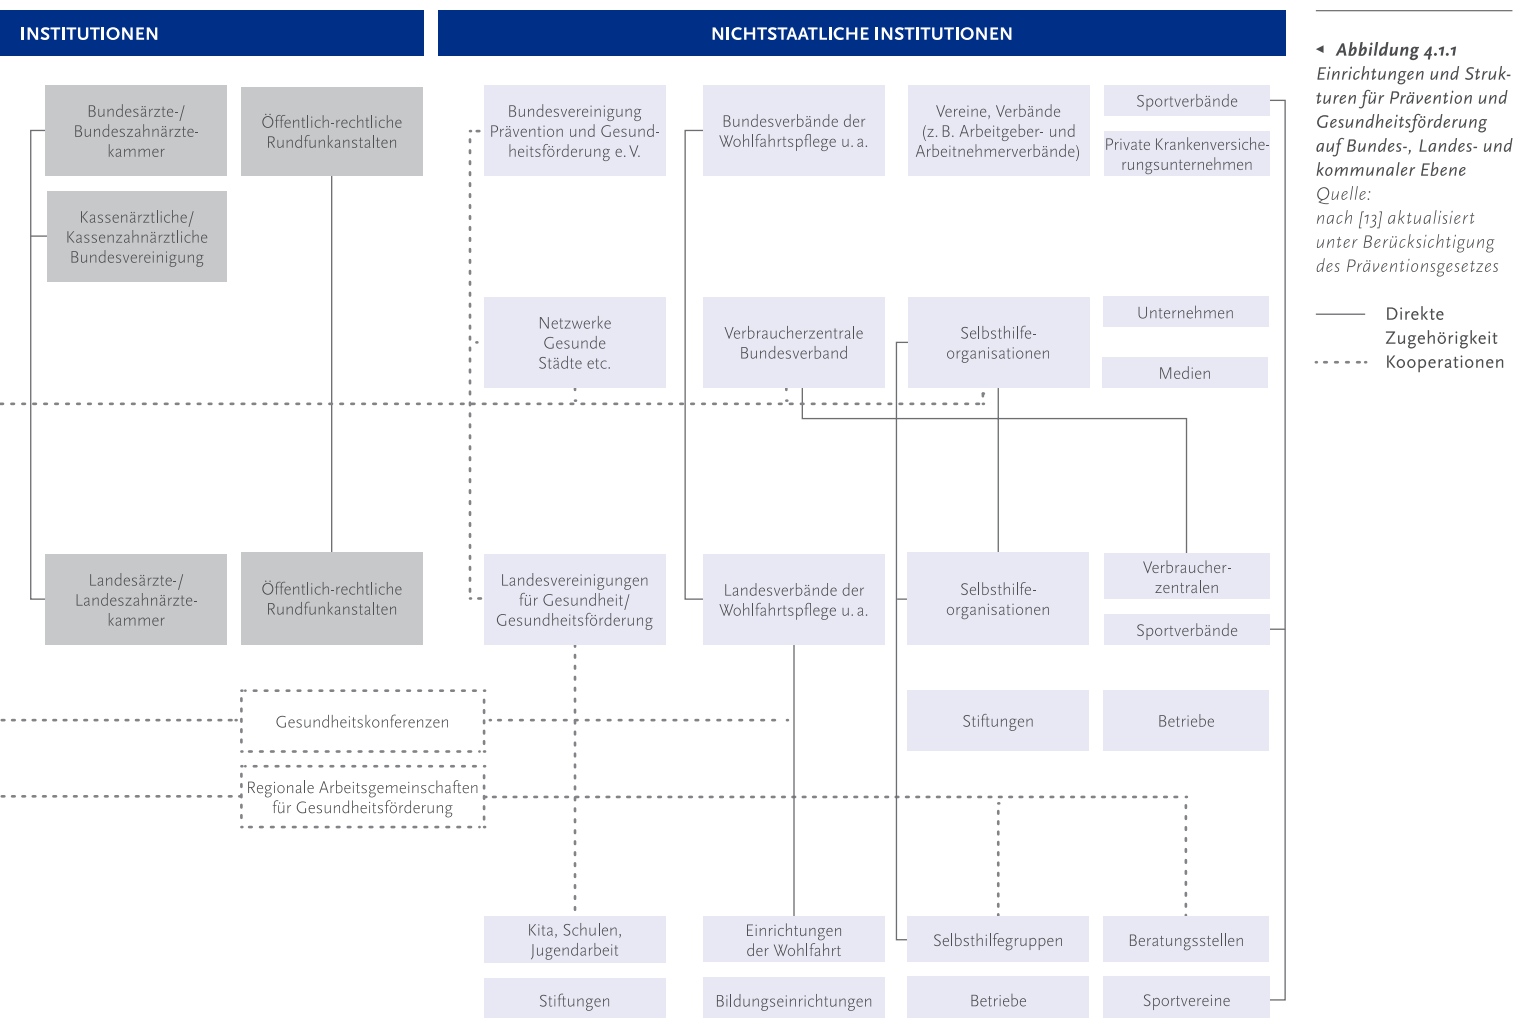 INSTITUTIONEN
NICHTSTAATLICHE INSTITUTIONEN
Bundesärzte-/
Bundeszahnärzte-
kammer
Öffentlich-rechtliche
Rundfunkanstalten
Bundesvereinigung
Prävention und Gesund-
heitsförderung e. V.
Bundesverbände der
Wohlfahrtspflege u. a.
Vereine, Verbände
(z. B. Arbeitgeber- und
Arbeitnehmerverbände)
Sportverbände
Private Krankenversiche-
rungsunternehmen
Kassenärztliche/
Kassenzahnärztliche
Bundesvereinigung
Netzwerke
Gesunde
Städte etc.
Verbraucherzentrale
Bundesverband
Selbsthilfe-
organisationen
Unternehmen
Medien
Landesärzte-/
Landeszahnärzte-
kammer
Öffentlich-rechtliche
Rundfunkanstalten
Landesvereinigungen
für Gesundheit/
Gesundheitsförderung
Landesverbände der
Wohlfahrtspflege u. a.
Selbsthilfe-
organisationen
Verbraucher-
zentralen
Sportverbände
Gesundheitskonferenzen
Stiftungen
Betriebe
Regionale Arbeitsgemeinschaften
für Gesundheitsförderung
Kita, Schulen,
Jugendarbeit
Einrichtungen
der Wohlfahrt
Selbsthilfegruppen
Beratungsstellen
Stiftungen
Bildungseinrichtungen
Betriebe
Sportvereine
◂ Abbildung 4.1.1
Einrichtungen und Struk-
turen für Prävention und
Gesundheitsförderung
auf Bundes-, Landes- und
kommunaler Ebene
Quelle:
nach [13] aktualisiert
unter Berücksichtigung
des Präventionsgesetzes
Direkte
Zugehörigkeit
Kooperationen